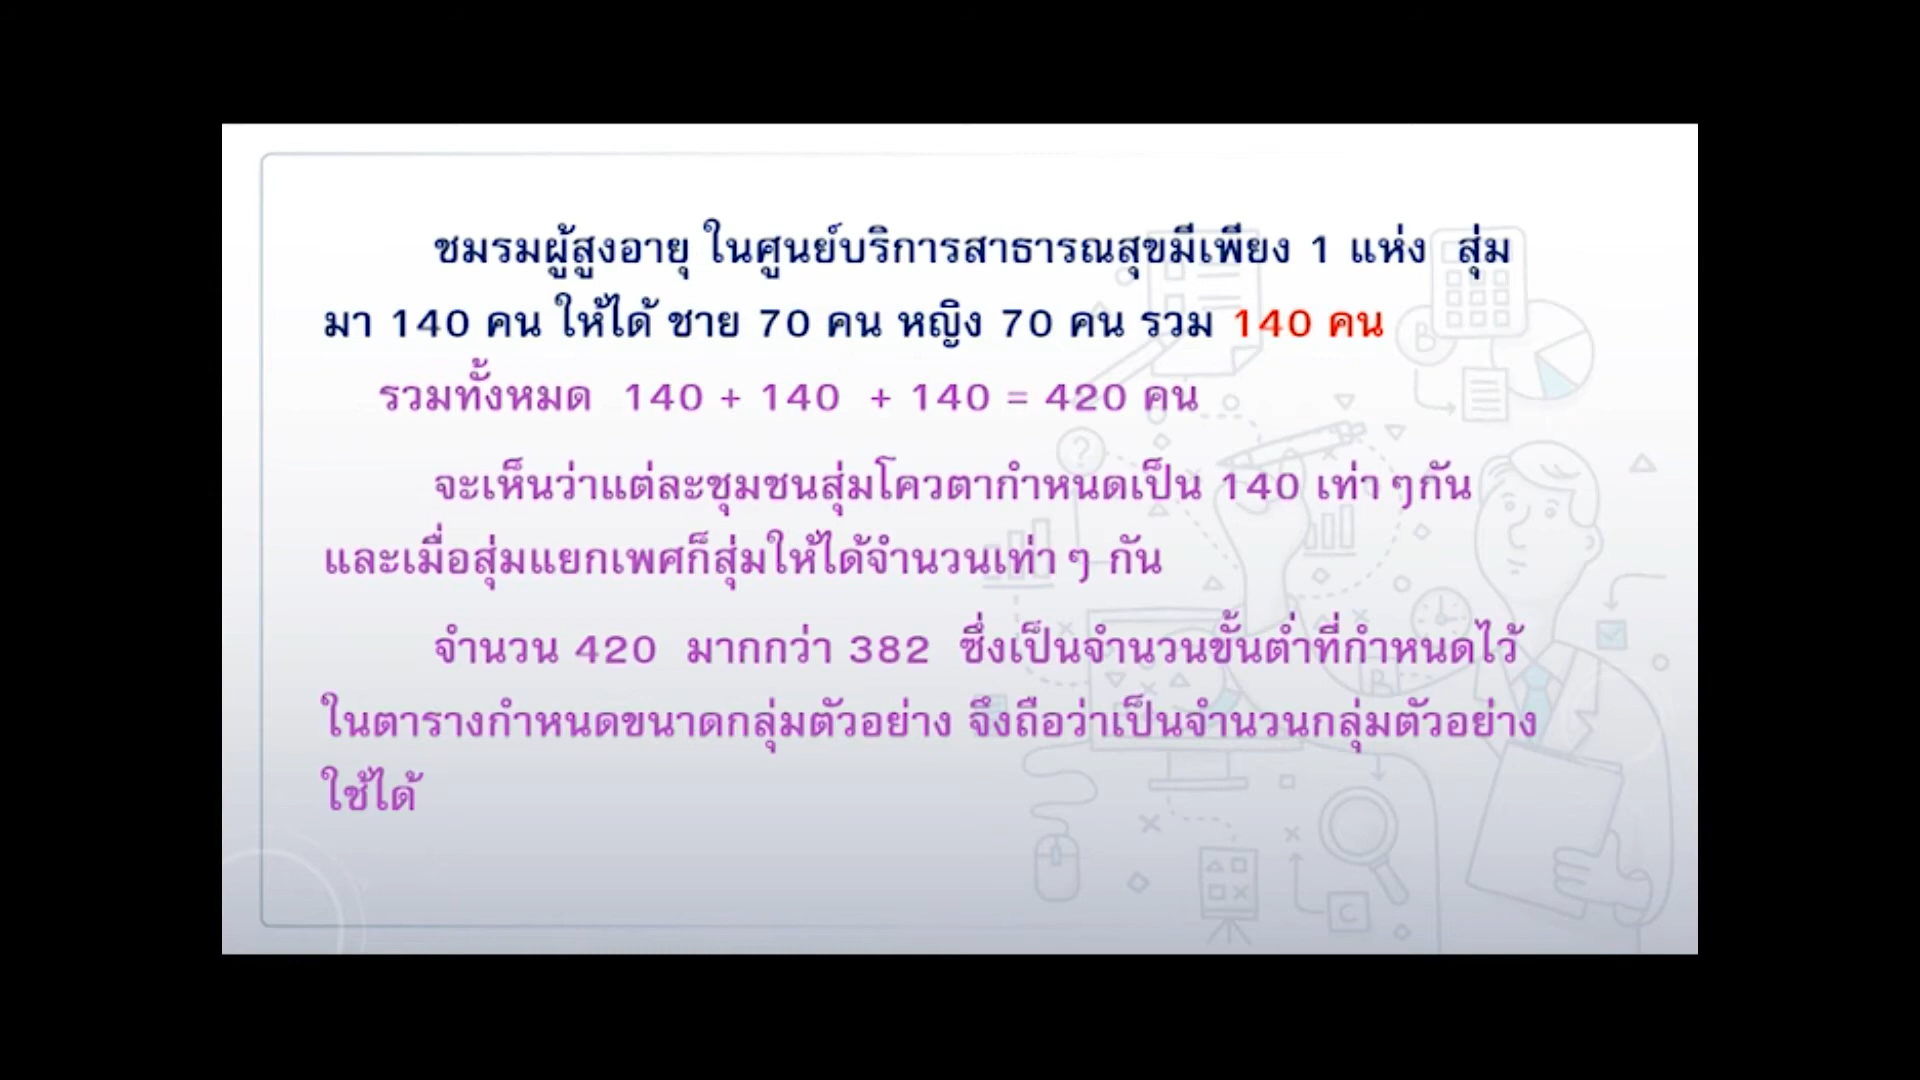 ชมรมผู้สูงอายุ ในศูนย์บริการสาธารณสุขมีเพียง 1 แห่ง สุ่ม
มา 140 คน ให้ได้ ชาย 70 คน หญิง 70 คน รวม 140 คน
รวมทั้งหมด 140 + 140 + 140 = 420 คน
จะเห็นว่าแต่ละชุมชนสุ่มโควตากำหนดเป็น 140 เท่าๆกัน
และเมื่อสุ่มแยกเพศก็สุ่มให้ได้จำนวนเท่าๆ กัน
จำนวน 420 มากกว่า 382 ซึ่งเป็นจำนวนขั้นต่ำที่กำหนดไว้
ในตารางกำหนดขนาดกลุ่มตัวอย่าง จึงถือว่าเป็นจำนวนกลุ่มตัวอย่าง
ใช้ได้
B
?
B
C